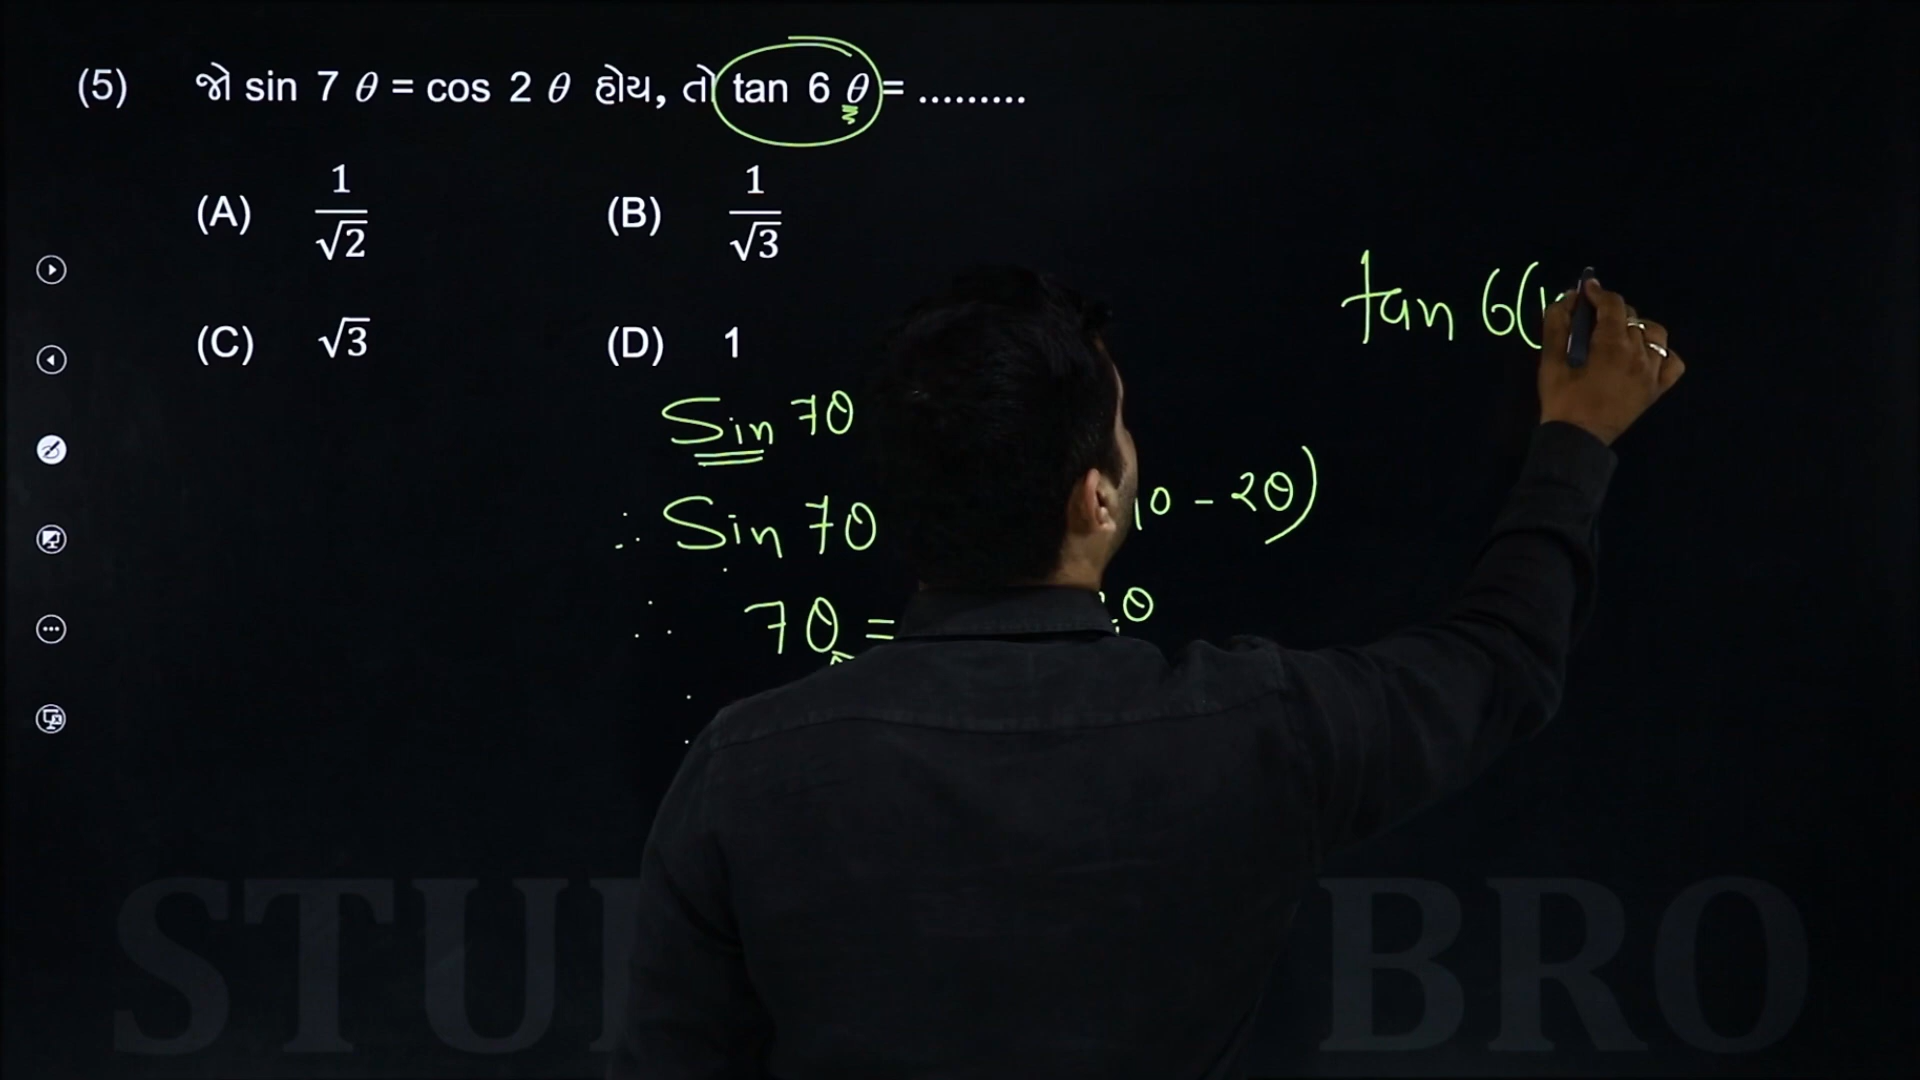 (5) જો sin 7 θ = cos 2 θ હોય, તો tan 6 θ = .........
(A) 1/√2 (B) 1/√3
(C) √3 (D) 1
tan 6(
Sin 7θ
∴ Sin 7θ 0 - 2θ)
∴ 7θ = θ
STU BRO